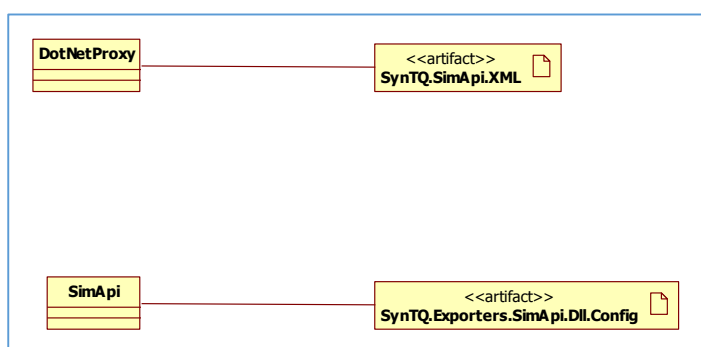 DotNetProxy
<<artifact>>
SynTQ.SimApi.XML
SimApi
<<artifact>>
SynTQ.Exporters.SimApi.Dll.Config